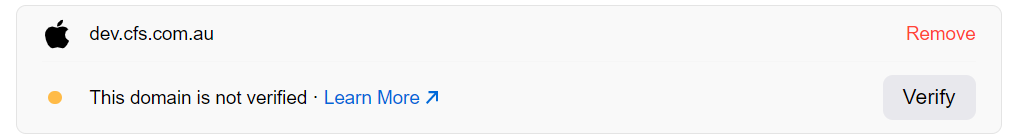 dev.cfs.com.au Remove
This domain is not verified · Learn More ↗ Verify